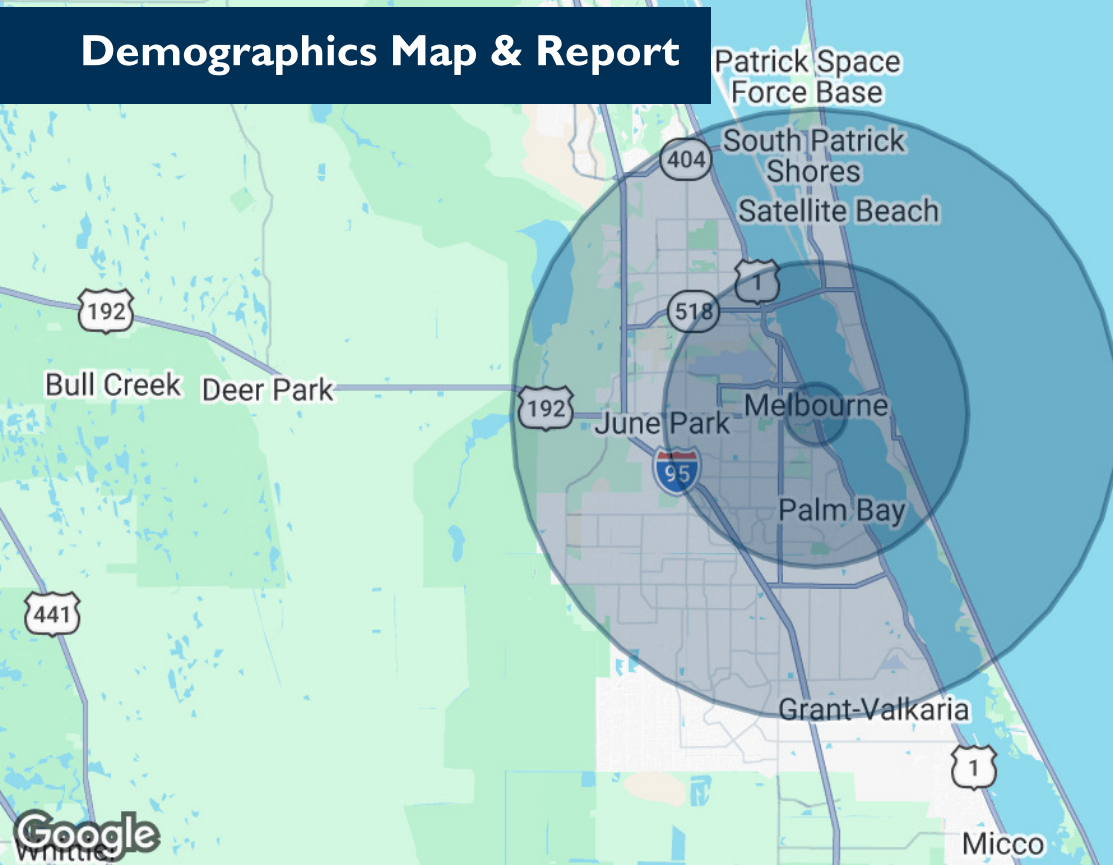 Demographics Map & Report
Patrick Space
Force Base
404
South Patrick
Shores
Satellite Beach
1
192
518
Bull Creek
Deer Park
192
June Park
Melbourne
95
Palm Bay
441
Grant-Valkaria
1
Google
Whittier
Micco